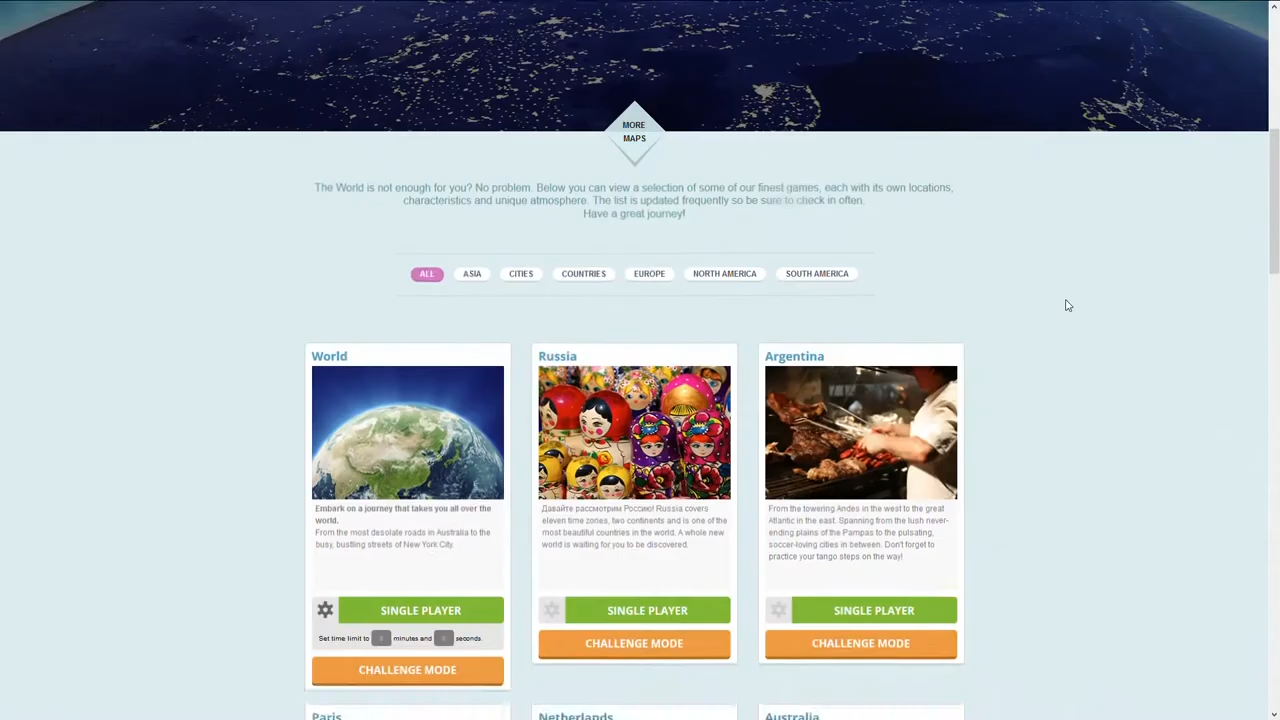 MORE
MAPS
The World is not enough for you? No problem. Below you can view a selection of some of our finest games, each with its own locations,
characteristics and unique atmosphere. The list is updated frequently so be sure to check in often.
Have a great journey!
ALL ASIA CITIES COUNTRIES EUROPE NORTH AMERICA SOUTH AMERICA
World
Embark on a journey that takes you all over the
world.
From the most desolate roads in Australia to the
busy, bustling streets of New York City.
SINGLE PLAYER
Set time limit to minutes and seconds.
CHALLENGE MODE
Russia
Давайте рассмотрим Россию! Russia covers
eleven time zones, two continents and is one of the
most beautiful countries in the world. A whole new
world is waiting for you to be discovered.
SINGLE PLAYER
CHALLENGE MODE
Argentina
From the towering Andes in the west to the great
Atlantic in the east. Spanning from the lush never-
ending plains of the Pampas to the pulsating,
soccer-loving cities in between. Don't forget to
practice your tango steps on the way!
SINGLE PLAYER
CHALLENGE MODE
Paris
Netherlands
Australia